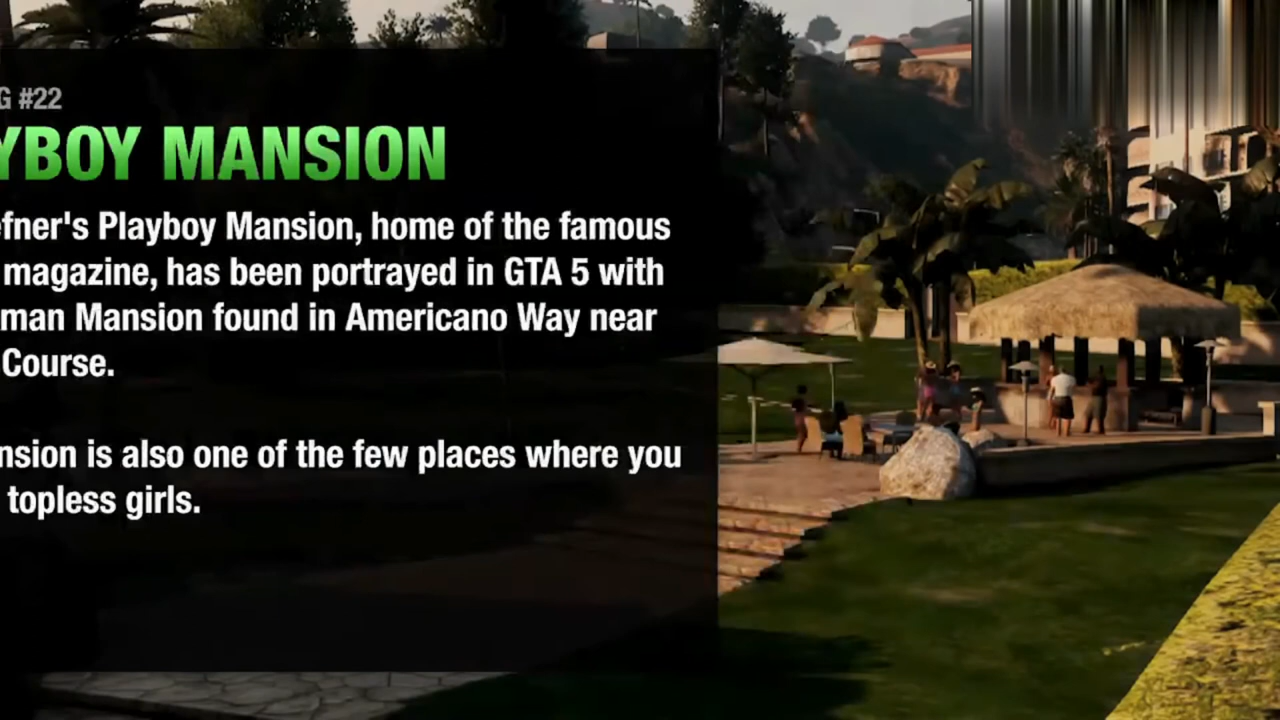 G #22
YBOY MANSION
efner's Playboy Mansion, home of the famous
magazine, has been portrayed in GTA 5 with
man Mansion found in Americano Way near
Course.
nsion is also one of the few places where you
topless girls.